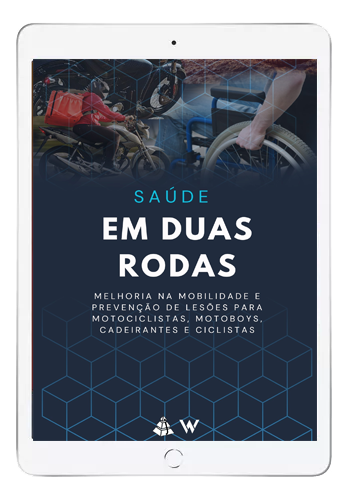 SAÚDE
EM DUAS
RODAS
MELHORIA NA MOBILIDADE E
PREVENÇÃO DE LESÕES PARA
MOTOCICLISTAS, MOTOBOYS,
CADEIRANTES E CICLISTAS
W